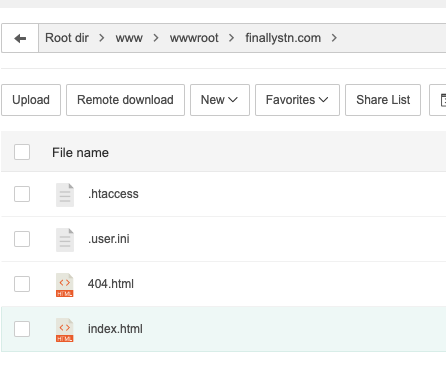 Root dir > www > wwwroot > finallystn.com >
Upload Remote download New Favorites Share List
File name
.htaccess
.user.ini
HTML 404.html
HTML index.html